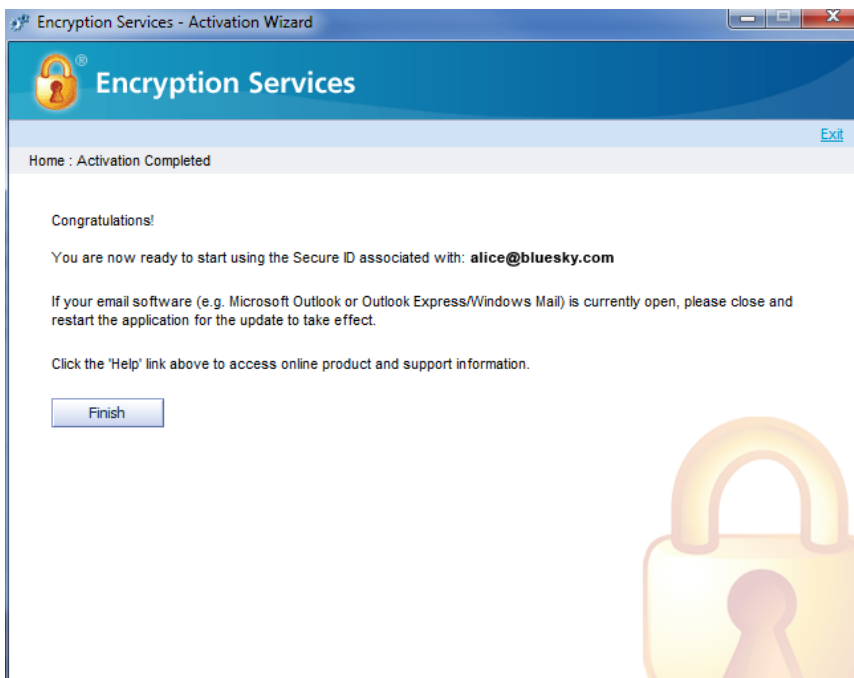 Encryption Services - Activation Wizard
®
Encryption Services
Exit
Home : Activation Completed
Congratulations!
You are now ready to start using the Secure ID associated with: alice@bluesky.com
If your email software (e.g. Microsoft Outlook or Outlook Express/Windows Mail) is currently open, please close and
restart the application for the update to take effect.
Click the 'Help' link above to access online product and support information.
Finish